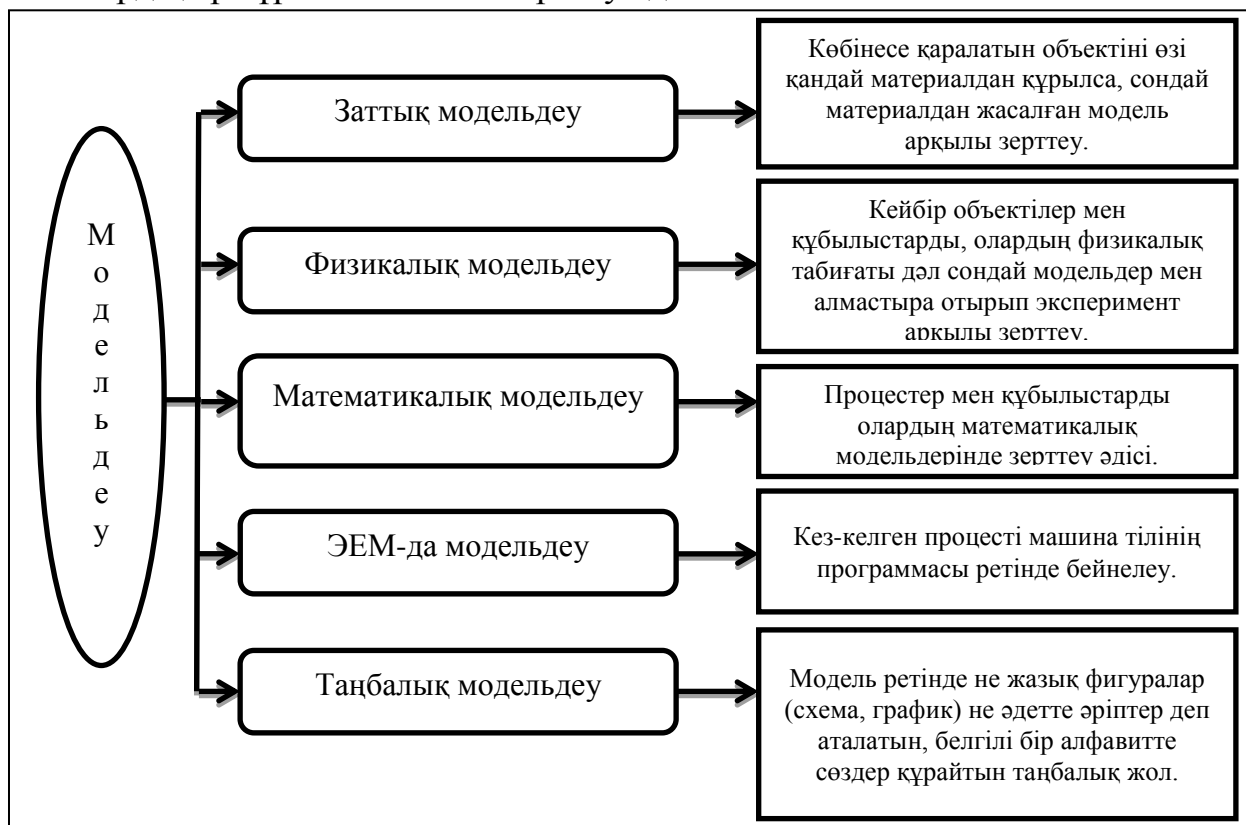 Модельдеу
Заттық модельдеу
Көбінесе қаралатын объектіні өзі
қандай материалдан құрылса, сондай
материалдан жасалған модель
арқылы зерттеу.
Физикалық модельдеу
Кейбір объектілер мен
құбылыстарды, олардың физикалық
табиғаты дәл сондай модельдер мен
алмастыра отырып эксперимент
арқылы зерттеу.
Математикалық модельдеу
Процестер мен құбылыстарды
олардың математикалық
модельдерінде зерттеу әдісі.
ЭЕМ-да модельдеу
Кез-келген процесті машина тілінің
программасы ретінде бейнелеу.
Таңбалық модельдеу
Модель ретінде не жазық фигуралар
(схема, график) не әдетте әріптер деп
аталатын, белгілі бір алфавитте
сөздер құрайтын таңбалық жол.